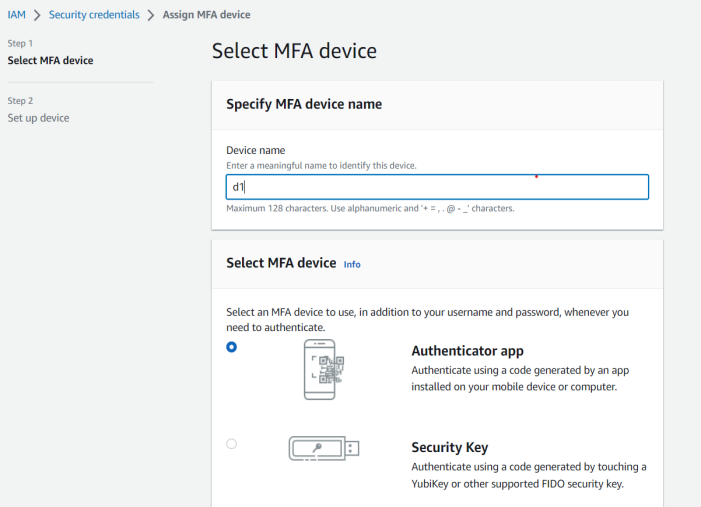 IAM > Security credentials > Assign MFA device
Step 1
Select MFA device
Step 2
Set up device
Select MFA device
Specify MFA device name
Device name
Enter a meaningful name to identify this device.
d1
Maximum 128 characters. Use alphanumeric and '+ = , . @ - _' characters.
Select MFA device Info
Select an MFA device to use, in addition to your username and password, whenever you
need to authenticate.
Authenticator app
Authenticate using a code generated by an app
installed on your mobile device or computer.
Security Key
Authenticate using a code generated by touching a
YubiKey or other supported FIDO security key.